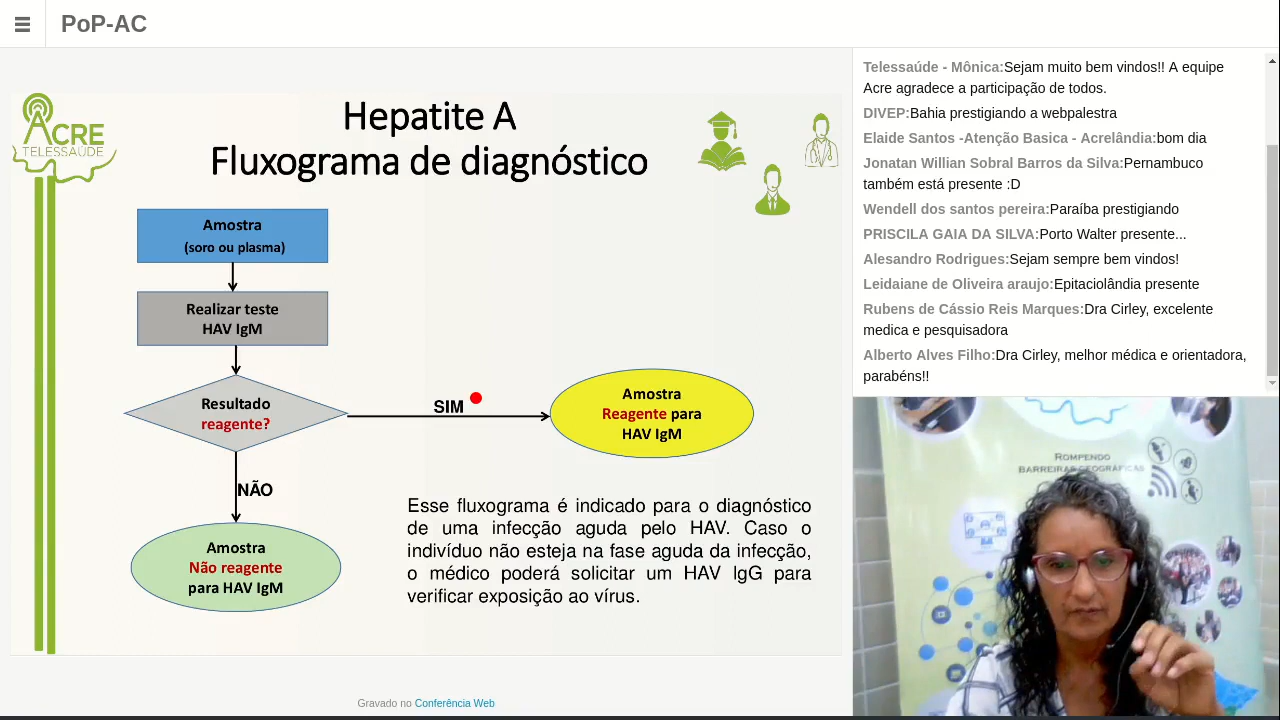 PoP-AC
ACRE
TELESSAÚDE
Hepatite A
Fluxograma de diagnóstico
Amostra
(soro ou plasma)
Realizar teste
HAV IgM
Resultado
reagente?
SIM
Amostra
Reagente para
HAV IgM
NÃO
Amostra
Não reagente
para HAV IgM
Esse fluxograma é indicado para o diagnóstico
de uma infecção aguda pelo HAV. Caso o
indivíduo não esteja na fase aguda da infecção,
o médico poderá solicitar um HAV IgG para
verificar exposição ao vírus.
Gravado no Conferência Web
Telessaúde - Mônica:Sejam muito bem vindos!! A equipe
Acre agradece a participação de todos.
DIVEP:Bahia prestigiando a webpalestra
Elaide Santos -Atenção Basica - Acrelândia:bom dia
Jonatan Willian Sobral Barros da Silva:Pernambuco
também está presente :D
Wendell dos santos pereira:Paraíba prestigiando
PRISCILA GAIA DA SILVA:Porto Walter presente...
Alesandro Rodrigues:Sejam sempre bem vindos!
Leidaiane de Oliveira araujo:Epitaciolândia presente
Rubens de Cássio Reis Marques:Dra Cirley, excelente
medica e pesquisadora
Alberto Alves Filho:Dra Cirley, melhor médica e orientadora,
parabéns!!
ROMPENDO
BARREIRAS GEOGRÁFICAS